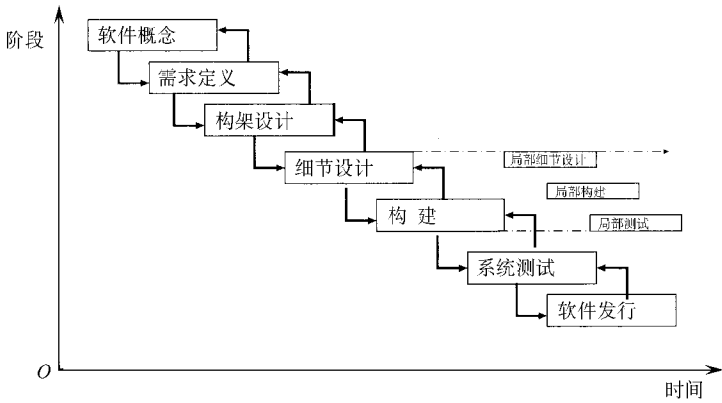 阶段
软件概念
需求定义
构架设计
细节设计
局部细节设计
局部构建
构 建
局部测试
系统测试
软件发行
O
时间